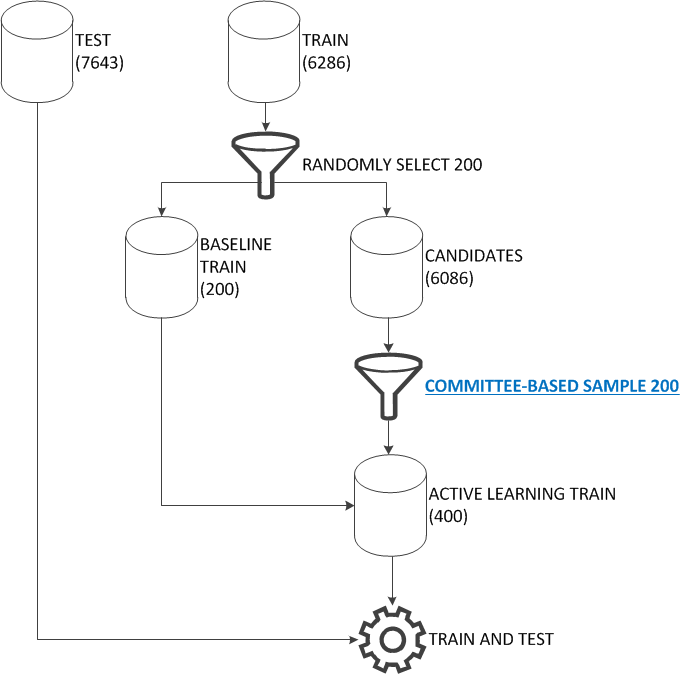 TEST
(7643)
TRAIN
(6286)
RANDOMLY SELECT 200
BASELINE
TRAIN
(200)
CANDIDATES
(6086)
COMMITTEE-BASED SAMPLE 200
ACTIVE LEARNING TRAIN
(400)
TRAIN AND TEST